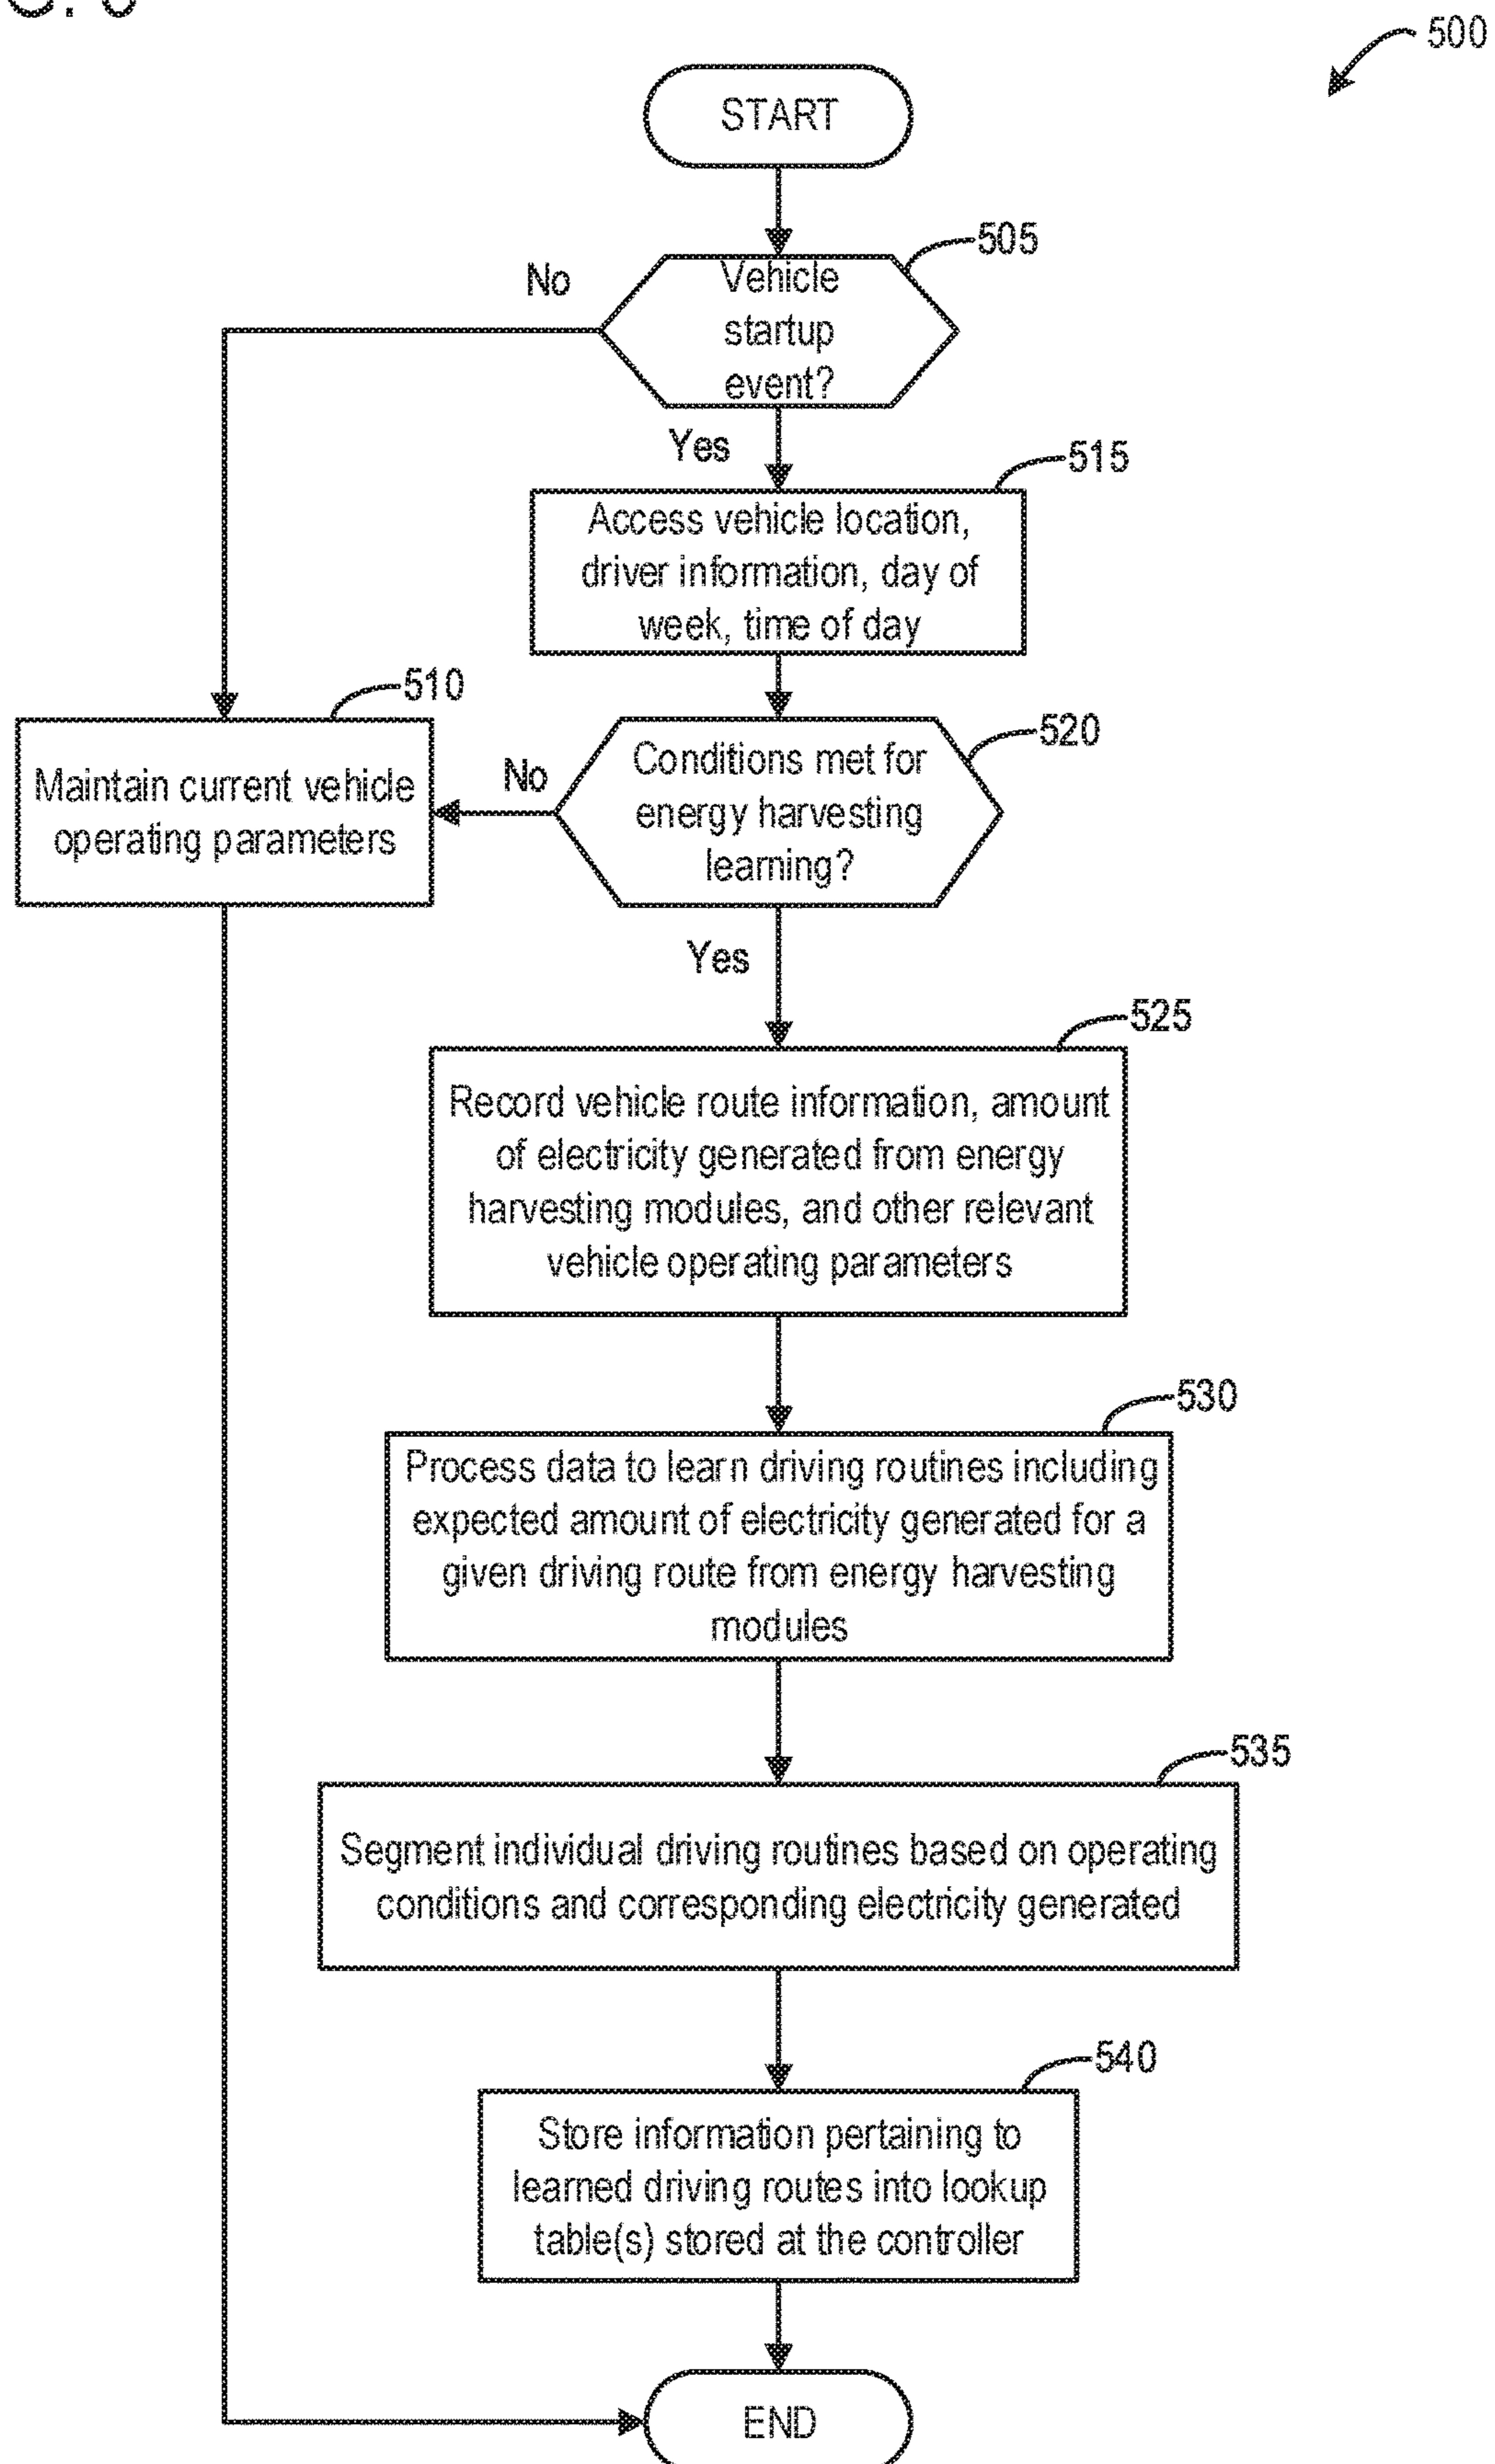 500
START
505
No
Vehicle
startup
event?
Yes
515
Access vehicle location,
driver information, day of
week, time of day
510
520
Maintain current vehicle
operating parameters
No
Conditions met for
energy harvesting
learning?
Yes
525
Record vehicle route information, amount
of electricity generated from energy
harvesting modules, and other relevant
vehicle operating parameters
530
Process data to learn driving routines including
expected amount of electricity generated for a
given driving route from energy harvesting
modules
535
Segment individual driving routines based on operating
conditions and corresponding electricity generated
540
Store information pertaining to
learned driving routes into lookup
table(s) stored at the controller
END